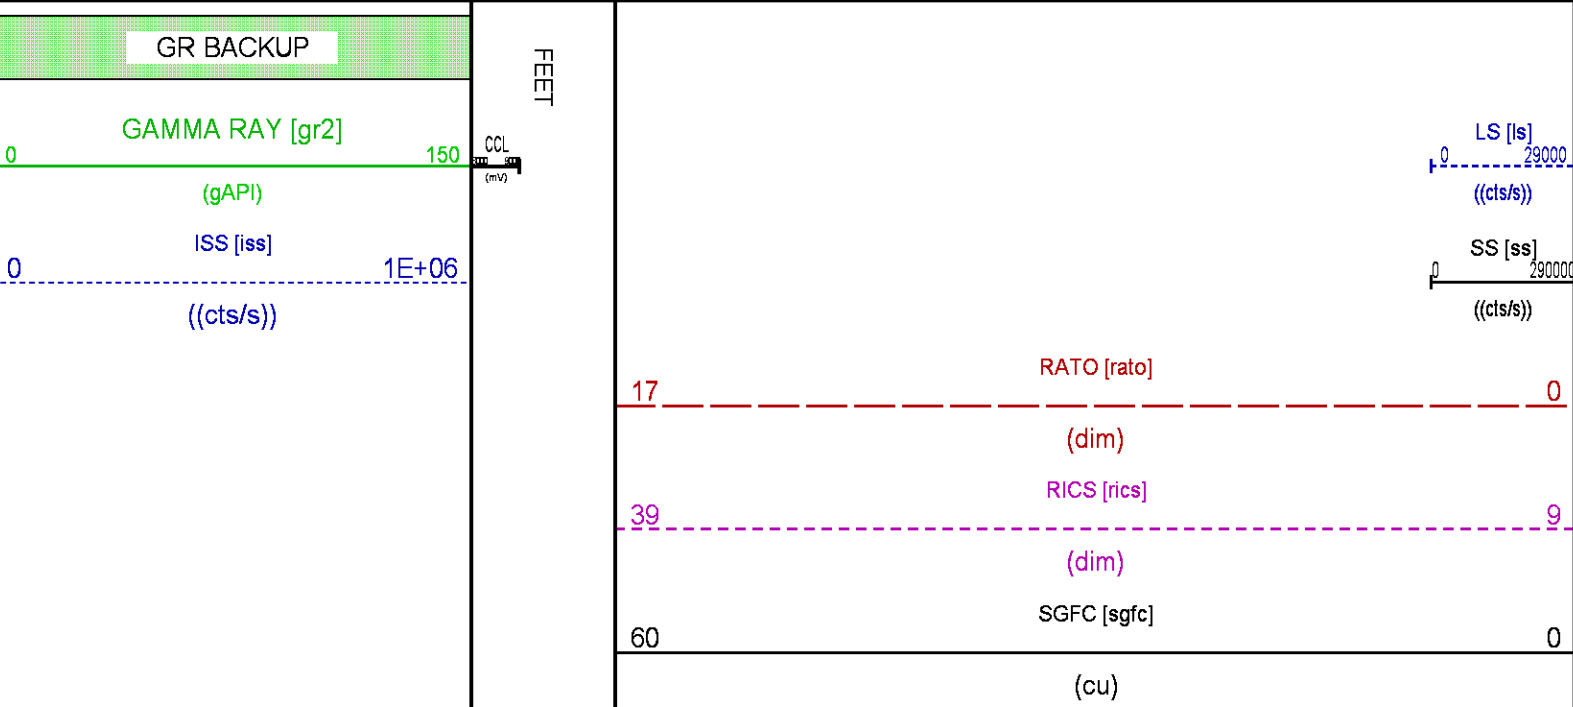 GR BACKUP
GAMMA RAY [gr2]
0 150
(gAPI)
ISS [iss]
0 1E+06
((cts/s))
FEET
CCL
(mV)
LS [ls]
0 29000
((cts/s))
SS [ss]
0 290000
((cts/s))
RATO [rato]
17 0
(dim)
RICS [rics]
39 9
(dim)
SGFC [sgfc]
60 0
(cu)